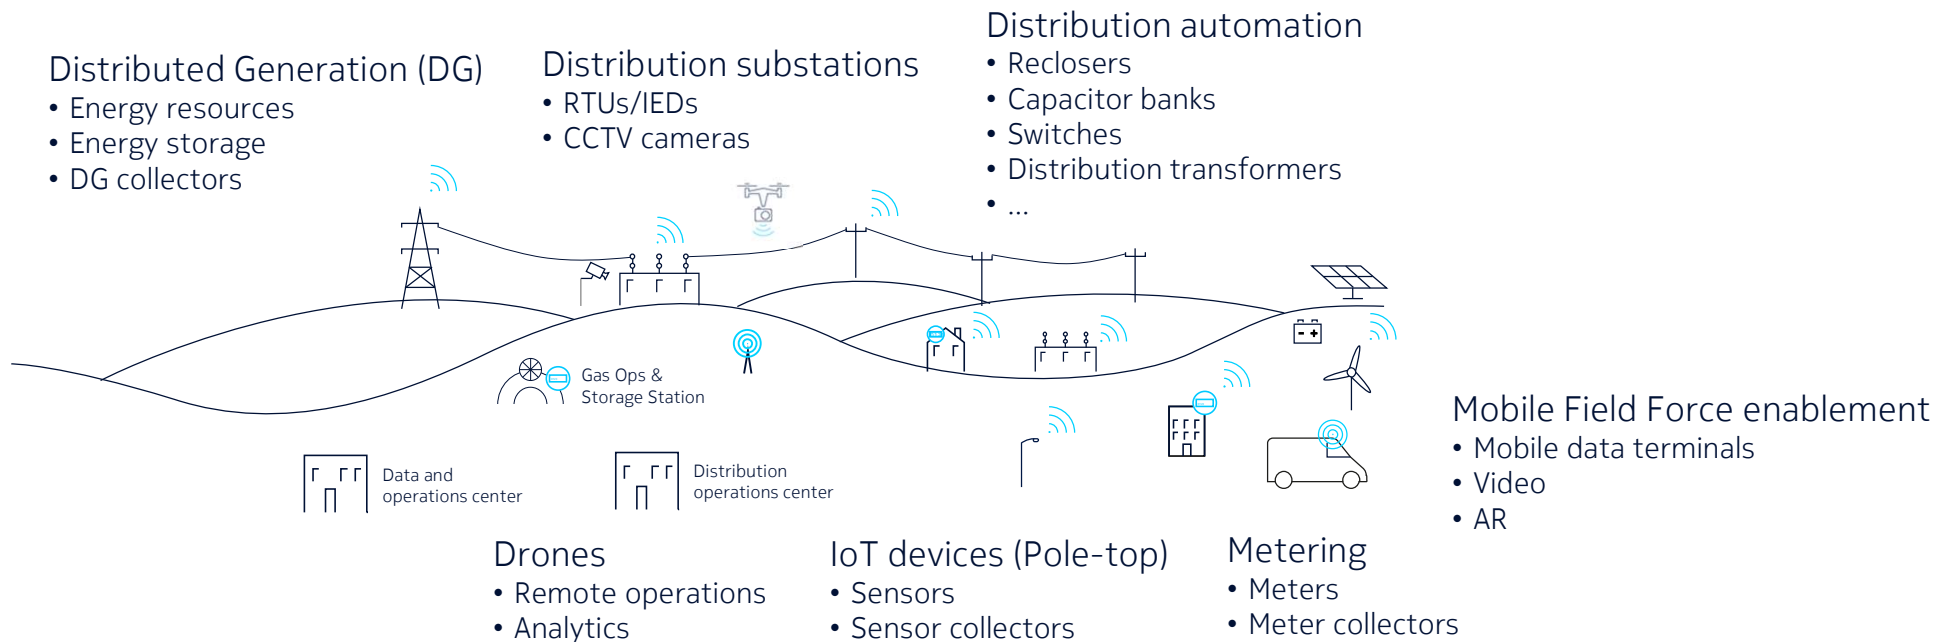 Distributed Generation (DG)
• Energy resources
• Energy storage
• DG collectors
Distribution substations
• RTUs/IEDs
• CCTV cameras
Distribution automation
• Reclosers
• Capacitor banks
• Switches
• Distribution transformers
• ...
Gas Ops &
Storage Station
Data and
operations center
Distribution
operations center
Mobile Field Force enablement
• Mobile data terminals
• Video
• AR
Drones
• Remote operations
• Analytics
IoT devices (Pole-top)
• Sensors
• Sensor collectors
Metering
• Meters
• Meter collectors